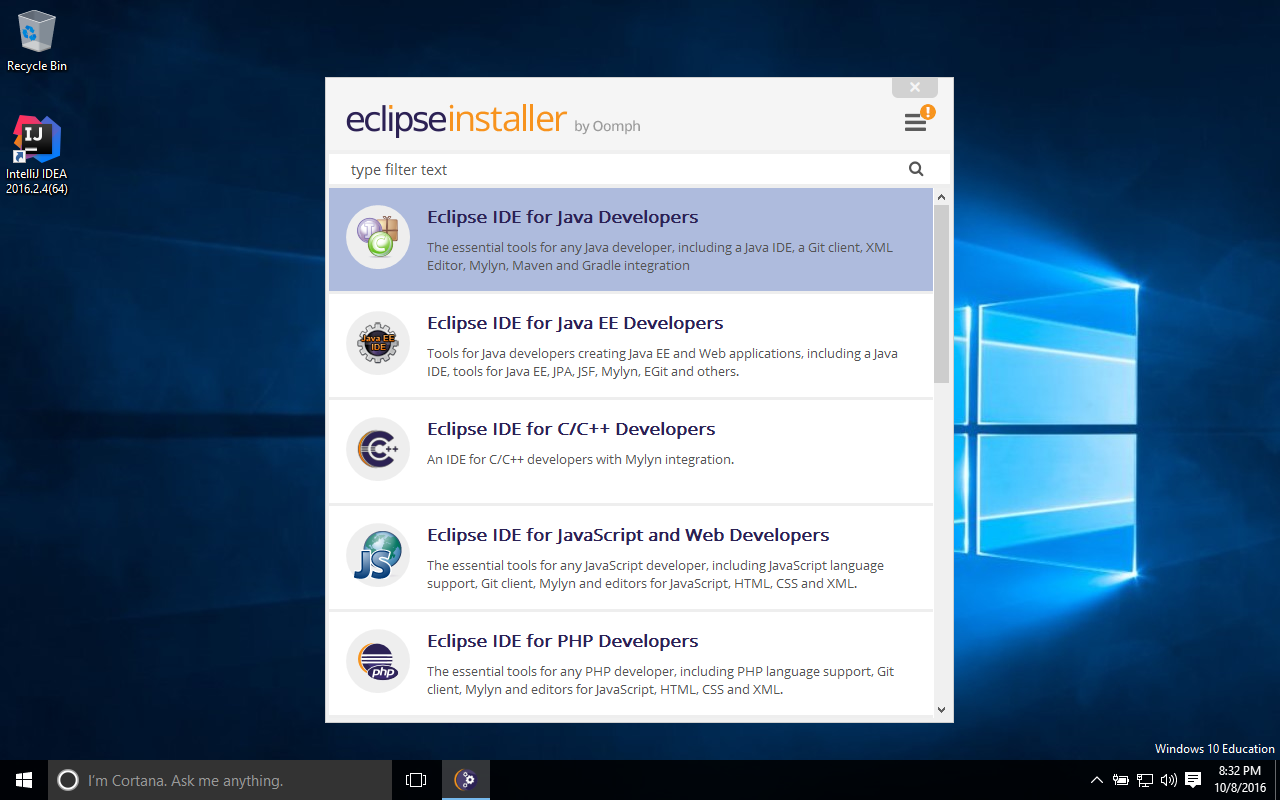 Recycle Bin
IJ
IntelliJ IDEA
2016.2.4(64)
eclipseinstaller by Oomph
!
type filter text
J
C
Eclipse IDE for Java Developers
The essential tools for any Java developer, including a Java IDE, a Git client, XML
Editor, Mylyn, Maven and Gradle integration
Java EE
IDE
Eclipse IDE for Java EE Developers
Tools for Java developers creating Java EE and Web applications, including a Java
IDE, tools for Java EE, JPA, JSF, Mylyn, EGit and others.
C++
Eclipse IDE for C/C++ Developers
An IDE for C/C++ developers with Mylyn integration.
JS
Eclipse IDE for JavaScript and Web Developers
The essential tools for any JavaScript developer, including JavaScript language
support, Git client, Mylyn and editors for JavaScript, HTML, CSS and XML.
php
Eclipse IDE for PHP Developers
The essential tools for any PHP developer, including PHP language support, Git
client, Mylyn and editors for JavaScript, HTML, CSS and XML.
Windows 10 Education
I'm Cortana. Ask me anything.
8:32 PM
10/8/2016